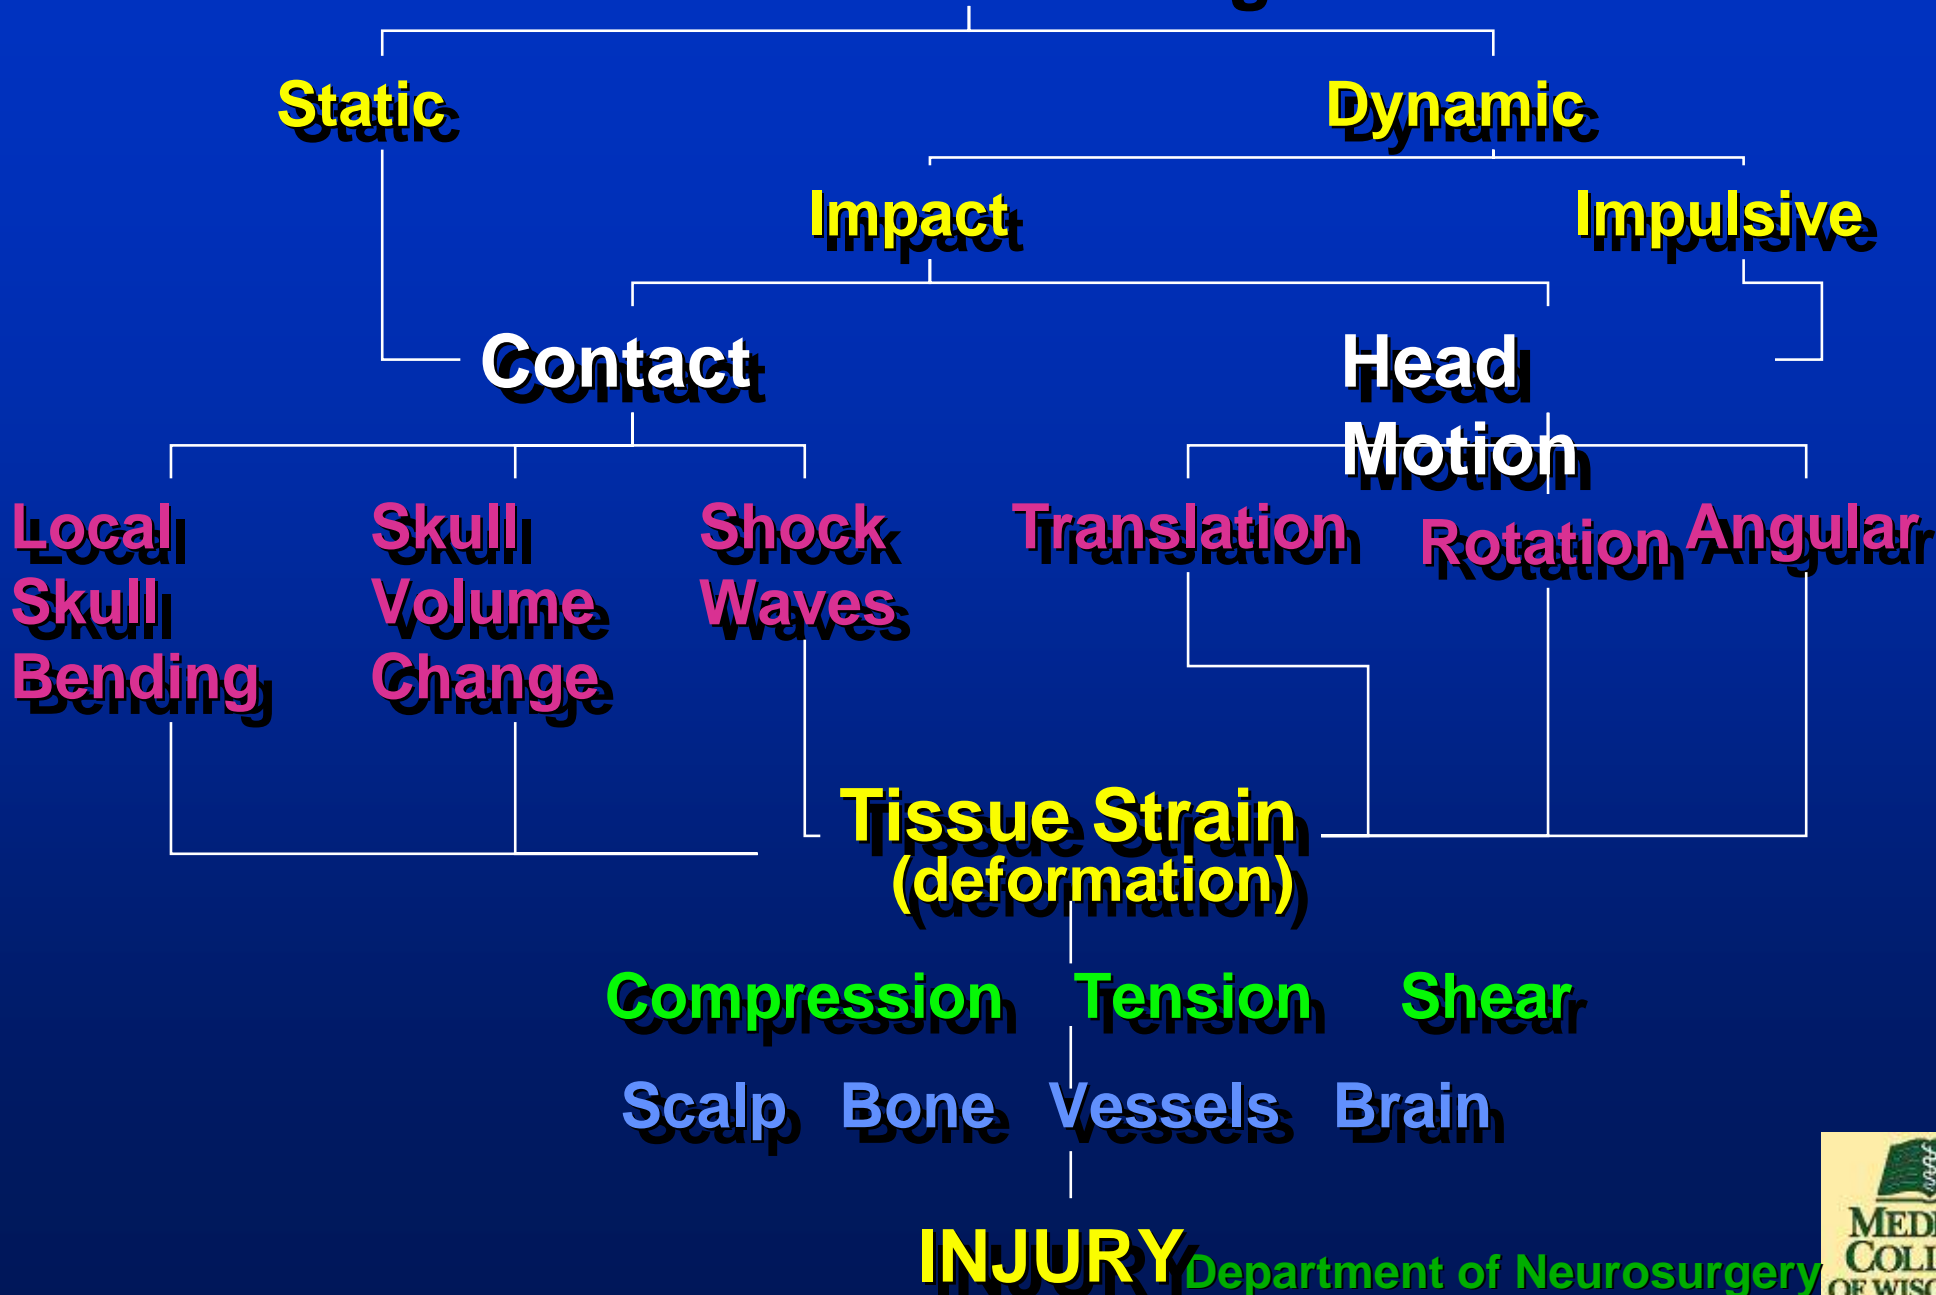 Static
Dynamic
Impact
Impulsive
Contact
Head
Motion
Local
Skull
Bending
Skull
Volume
Change
Shock
Waves
Translation
Rotation
Angular
Tissue Strain
(deformation)
Compression Tension Shear
Scalp Bone Vessels Brain
INJURY
Department of Neurosurgery
OF